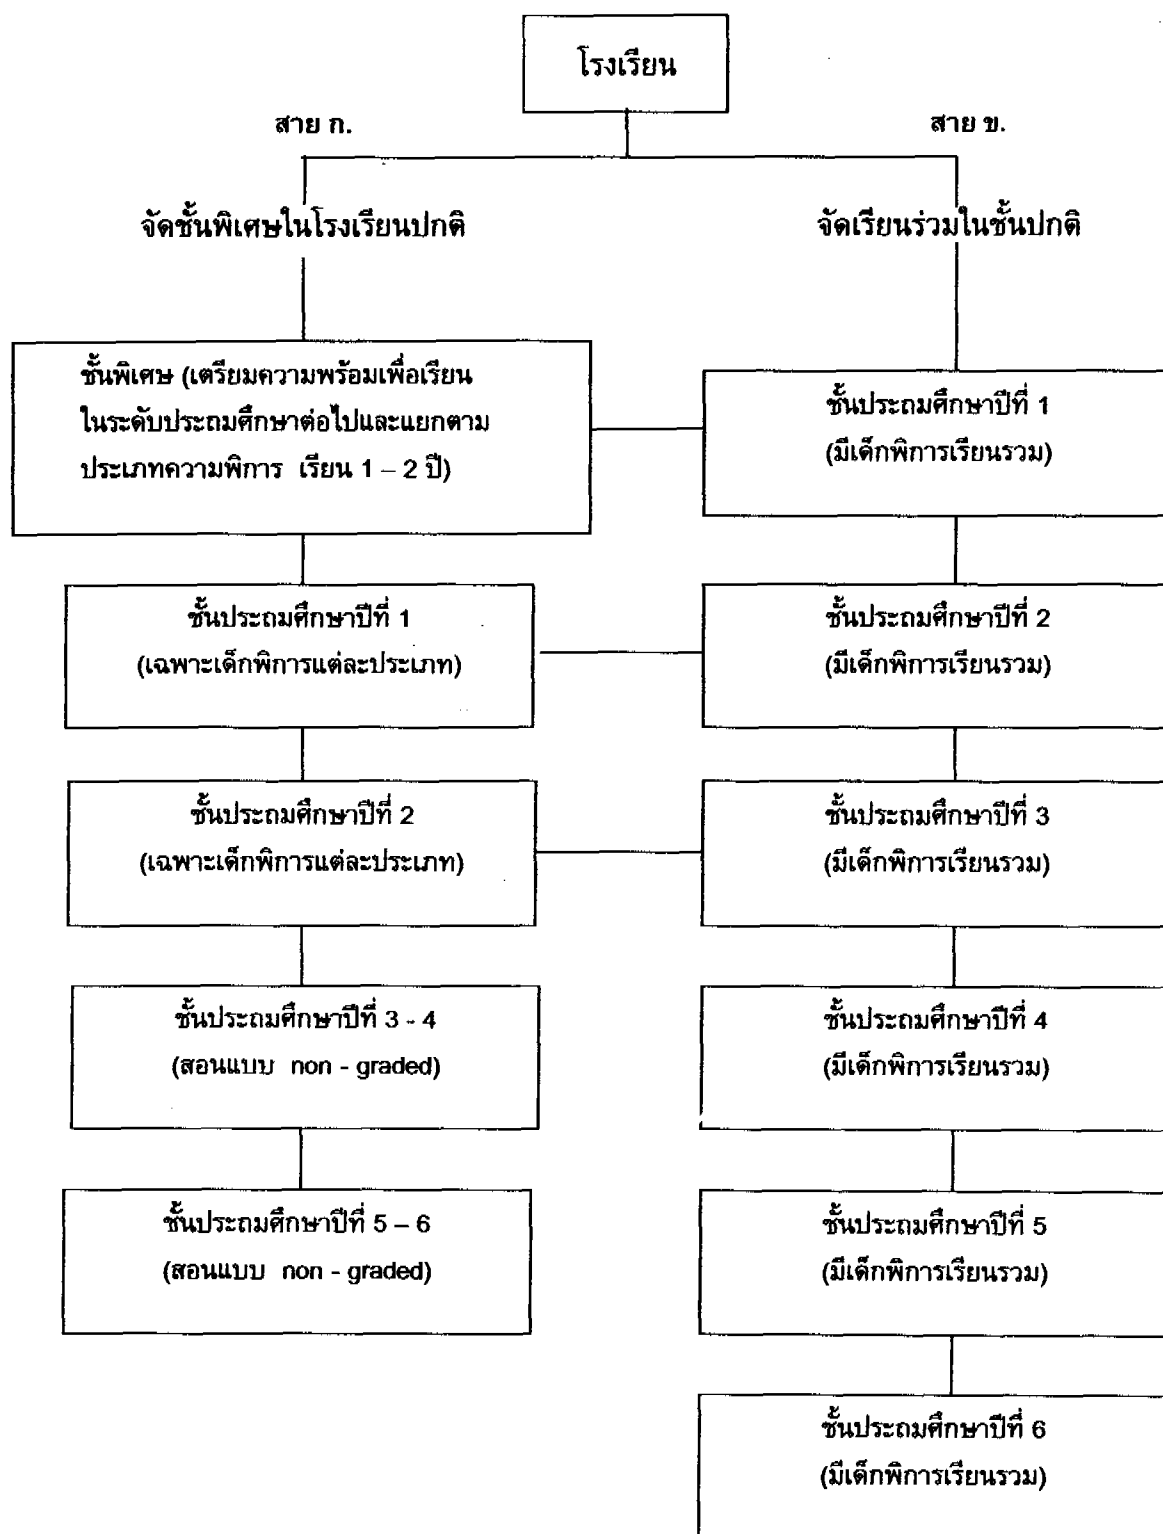 โรงเรียน
สาย ก.
สาย ข.
จัดชั้นพิเศษในโรงเรียนปกติ
จัดเรียนร่วมในชั้นปกติ
ชั้นพิเศษ (เตรียมความพร้อมเพื่อเรียน
ในระดับประถมศึกษาต่อไปและแยกตาม
ประเภทความพิการ เรียน 1 – 2 ปี)
ชั้นประถมศึกษาปีที่ 1
(มีเด็กพิการเรียนรวม)
ชั้นประถมศึกษาปีที่ 1
(เฉพาะเด็กพิการแต่ละประเภท)
ชั้นประถมศึกษาปีที่ 2
(มีเด็กพิการเรียนรวม)
ชั้นประถมศึกษาปีที่ 2
(เฉพาะเด็กพิการแต่ละประเภท)
ชั้นประถมศึกษาปีที่ 3
(มีเด็กพิการเรียนรวม)
ชั้นประถมศึกษาปีที่ 3 - 4
(สอนแบบ non - graded)
ชั้นประถมศึกษาปีที่ 4
(มีเด็กพิการเรียนรวม)
ชั้นประถมศึกษาปีที่ 5 – 6
(สอนแบบ non - graded)
ชั้นประถมศึกษาปีที่ 5
(มีเด็กพิการเรียนรวม)
ชั้นประถมศึกษาปีที่ 6
(มีเด็กพิการเรียนรวม)